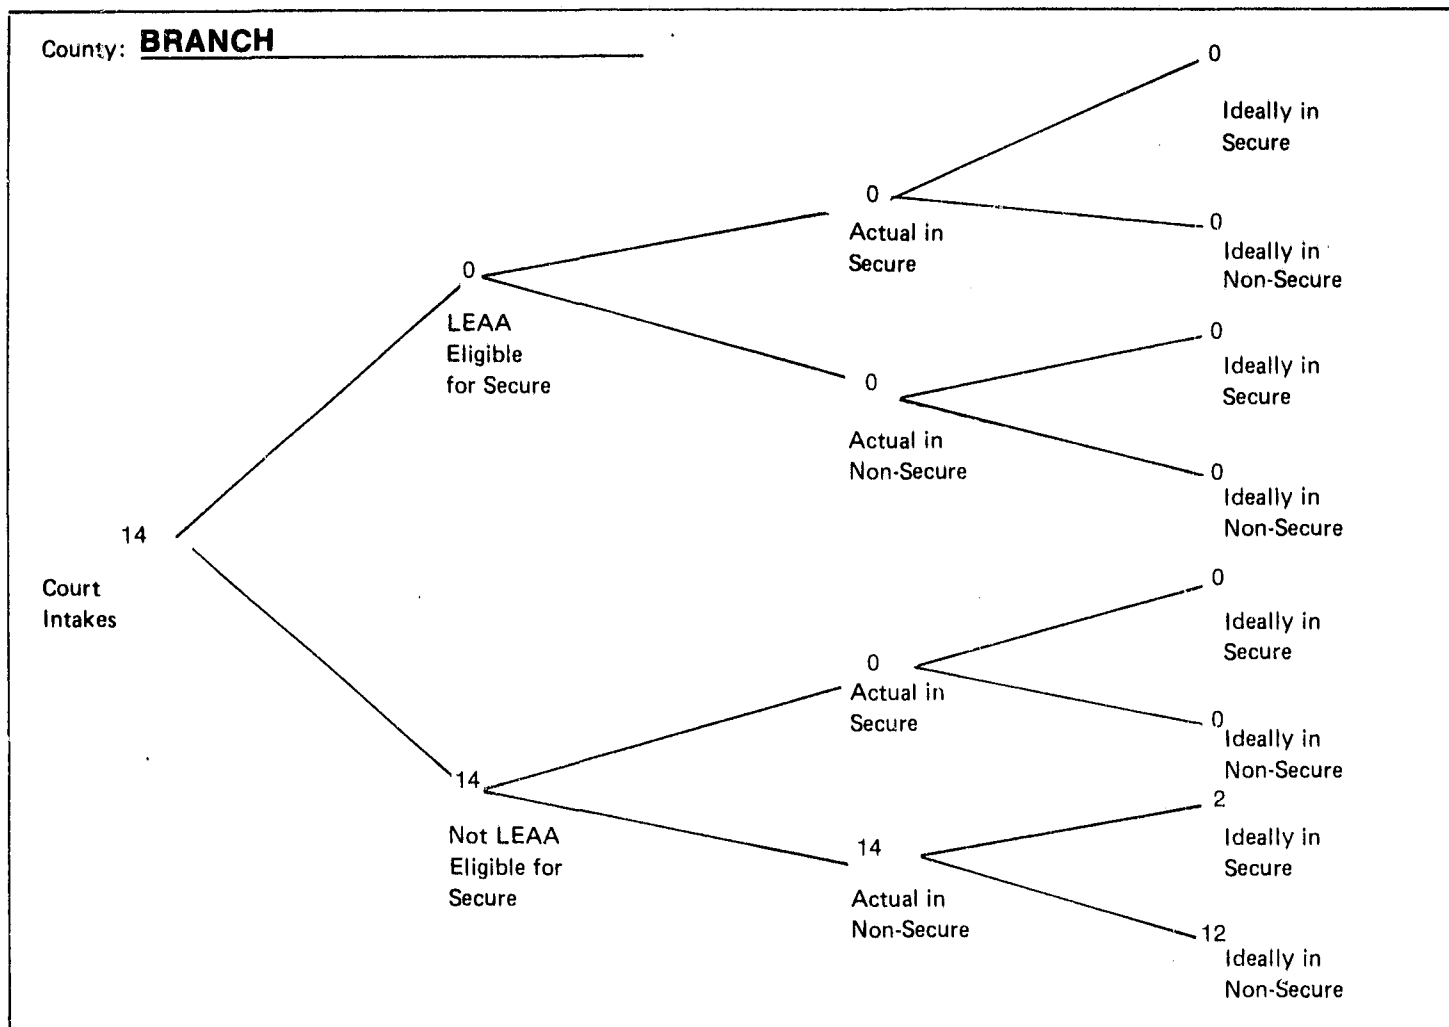 County: BRANCH
0
Ideally in
Secure
0
Actual in
Secure
0
Ideally in
Non-Secure
0
LEAA
Eligible
for Secure
0
Ideally in
Secure
0
Actual in
Non-Secure
0
Ideally in
Non-Secure
14
Court
Intakes
0
Ideally in
Secure
0
Actual in
Secure
0
Ideally in
Non-Secure
14
Not LEAA
Eligible for
Secure
2
Ideally in
Secure
14
Actual in
Non-Secure
12
Ideally in
Non-Secure